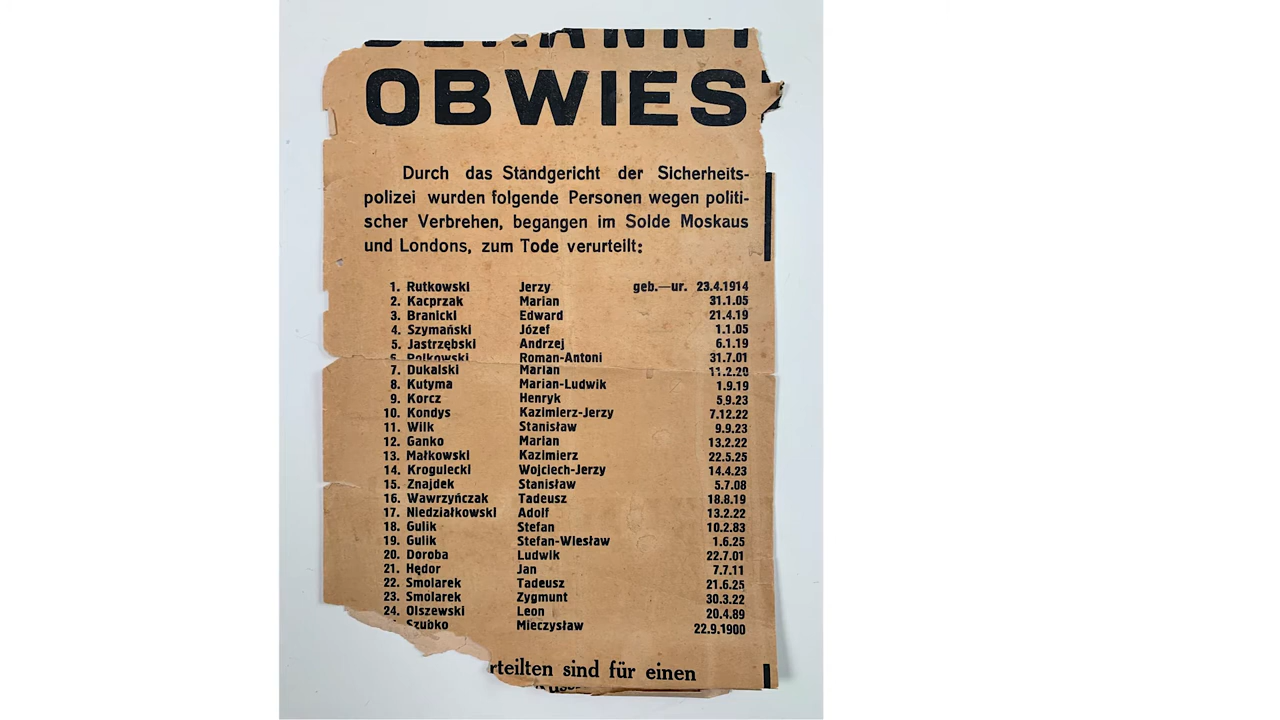 OBWIES
Durch das Standgericht der Sicherheits-
polizei wurden folgende Personen wegen politi-
scher Verbrehen, begangen im Solde Moskaus
und Londons, zum Tode verurteilt:
1. Rutkowski Jerzy geb.—ur. 23.4.1914
2. Kacprzak Marian 31.1.05
3. Branicki Edward 21.4.19
4. Szymański Józef 1.1.05
5. Jastrzębski Andrzej 6.1.19
6. Polkowski Roman-Antoni 31.7.01
7. Dukalski Marian 11.2.20
8. Kutyma Marian-Ludwik 1.9.19
9. Korcz Henryk 5.9.23
10. Kondys Kazimierz-Jerzy 7.12.22
11. Wilk Stanisław 9.9.23
12. Ganko Marian 13.2.22
13. Małkowski Kazimierz 22.5.25
14. Krogulecki Wojciech-Jerzy 14.4.23
15. Znajdek Stanisław 5.7.08
16. Wawrzyńczak Tadeusz 18.8.19
17. Niedziałkowski Adolf 13.2.22
18. Gulik Stefan 10.2.83
19. Gulik Stefan-Wiesław 1.6.25
20. Doroba Ludwik 22.7.01
21. Hędor Jan 7.7.11
22. Smolarek Tadeusz 21.6.25
23. Smolarek Zygmunt 30.3.22
24. Olszewski Leon 20.4.89
Szubko Mieczysław 22.9.1900
rteilten sind für einen